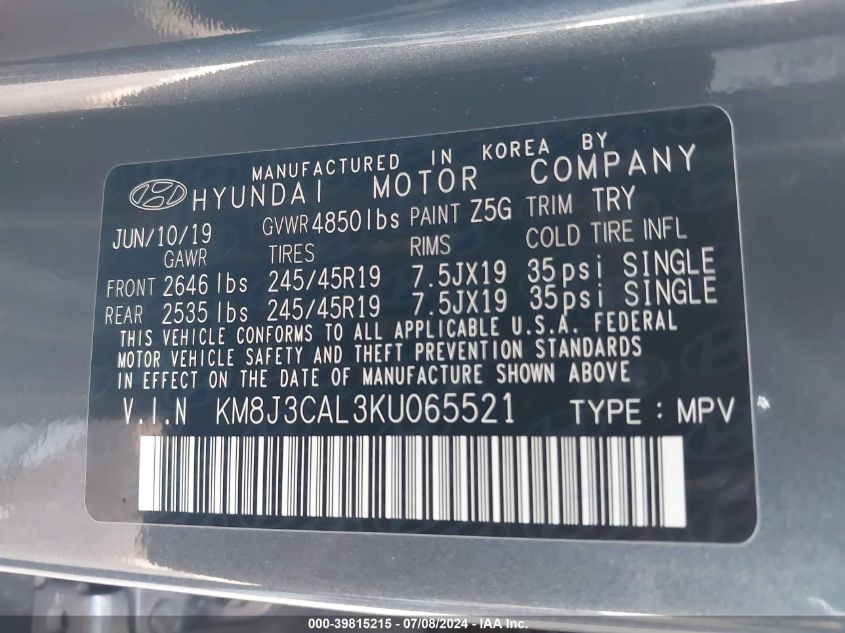 MANUFACTURED IN KOREA BY
HYUNDAI MOTOR COMPANY
JUN/10/19 GVWR 4850 lbs PAINT Z5G TRIM TRY
GAWR TIRES RIMS COLD TIRE INFL
FRONT 2646 lbs 245/45R19 7.5JX19 35psi SINGLE
REAR 2535 lbs 245/45R19 7.5JX19 35psi SINGLE
THIS VEHICLE CONFORMS TO ALL APPLICABLE U.S.A. FEDERAL
MOTOR VEHICLE SAFETY AND THEFT PREVENTION STANDARDS
IN EFFECT ON THE DATE OF MANUFACTURE SHOWN ABOVE
V.I.N KM8J3CAL3KU065521 TYPE : MPV
000-39815215 - 07/08/2024 - IAA Inc.